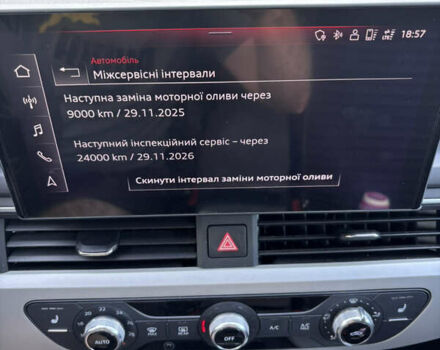 18:57
Автомобіль
Міжсервісні інтервали
Наступна заміна моторної оливи через
9000 km / 29.11.2025
Наступний інспекційний сервіс – через
24000 km / 29.11.2026
Скинути інтервал заміни моторної оливи
AUTO
OFF
A/C